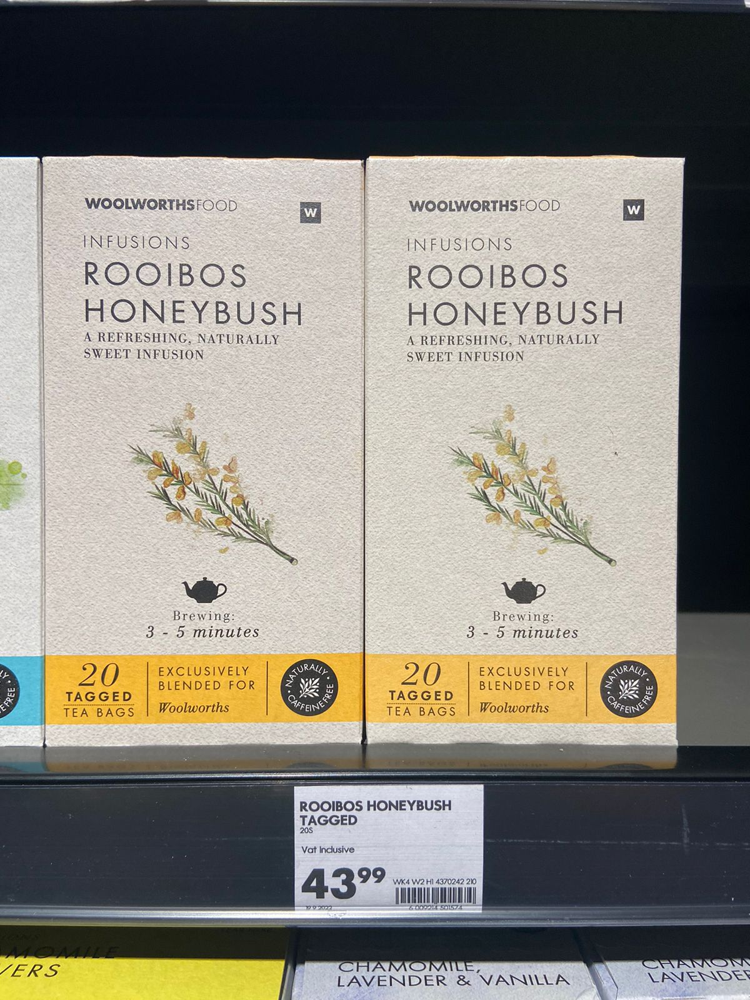 WOOLWORTHSFOOD
W
INFUSIONS
ROOIBOS
HONEYBUSH
A REFRESHING, NATURALLY
SWEET INFUSION
Brewing:
3 - 5 minutes
20
TAGGED
TEA BAGS
EXCLUSIVELY
BLENDED FOR
Woolworths
NATURALLY
CAFFEINE FREE
WOOLWORTHSFOOD
W
INFUSIONS
ROOIBOS
HONEYBUSH
A REFRESHING, NATURALLY
SWEET INFUSION
Brewing:
3 - 5 minutes
20
TAGGED
TEA BAGS
EXCLUSIVELY
BLENDED FOR
Woolworths
NATURALLY
CAFFEINE FREE
ROOIBOS HONEYBUSH
TAGGED
20S
Vat Inclusive
43⁹⁹
WK4 W2 H1 4370242 210
6 009214 501574
CHAMOMILE,
LAVENDER & VANILLA